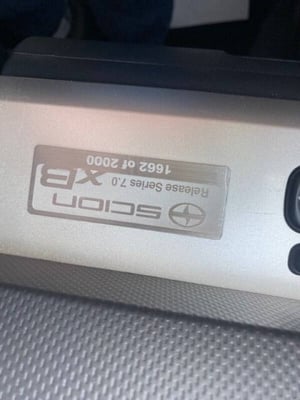 SCION
Release Series 7.0 xB
1662 of 2000